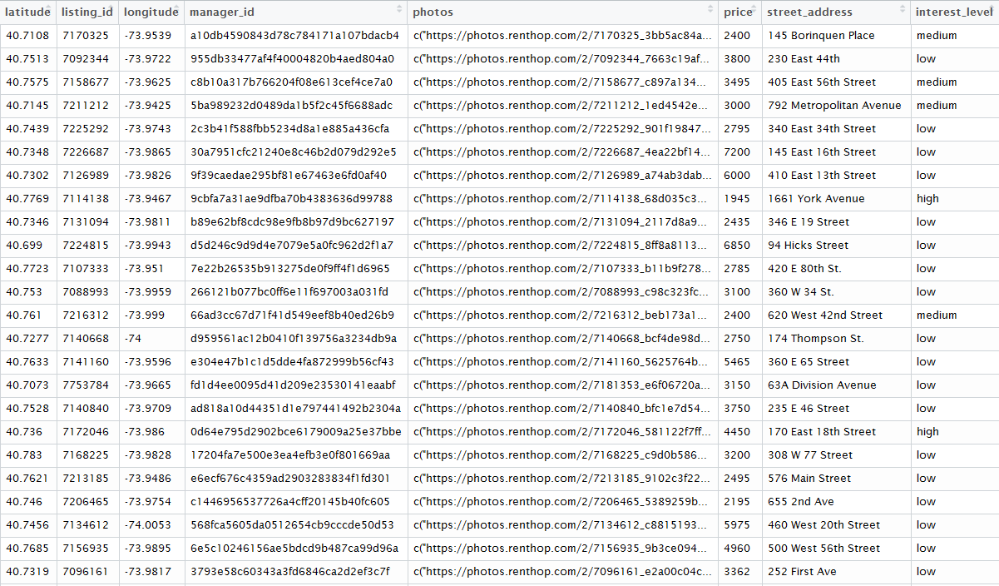 latitude listing_id longitude manager_id photos price street_address interest_level
40.7108 7170325 -73.9539 a10db4590843d78c784171a107bdacb4 c("https://photos.renthop.com/2/7170325_3bb5ac84a... 2400 145 Borinquen Place medium
40.7513 7092344 -73.9722 955db33477af4f40004820b4aed804a0 c("https://photos.renthop.com/2/7092344_7663c19af... 3800 230 East 44th low
40.7575 7158677 -73.9625 c8b10a317b766204f08e613cef4ce7a0 c("https://photos.renthop.com/2/7158677_c897a134... 3495 405 East 56th Street medium
40.7145 7211212 -73.9425 5ba989232d0489da1b5f2c45f6688adc c("https://photos.renthop.com/2/7211212_1ed4542e... 3000 792 Metropolitan Avenue medium
40.7439 7225292 -73.9743 2c3b41f588fbb5234d8a1e885a436cfa c("https://photos.renthop.com/2/7225292_901f19847... 2795 340 East 34th Street low
40.7348 7226687 -73.9865 30a7951cfc21240e8c46b2d079d292e5 c("https://photos.renthop.com/2/7226687_4ea22bf14... 7200 145 East 16th Street low
40.7302 7126989 -73.9826 9f39caedae295bf81e67463e6fd0af40 c("https://photos.renthop.com/2/7126989_a74ab3dab... 6000 410 East 13th Street low
40.7769 7114138 -73.9467 9cbfa7a31ae9dfba70b4383636d99788 c("https://photos.renthop.com/2/7114138_68d035c3... 1945 1661 York Avenue high
40.7346 7131094 -73.9811 b89e62bf8cdc98e9fb8b97d9bc627197 c("https://photos.renthop.com/2/7131094_2117d8a9... 2435 346 E 19 Street low
40.699 7224815 -73.9943 d5d246c9d9d4e7079e5a0fc962d2f1a7 c("https://photos.renthop.com/2/7224815_8ff8a8113... 6850 94 Hicks Street low
40.7723 7107333 -73.951 7e22b26535b913275de0f9ff4f1d6965 c("https://photos.renthop.com/2/7107333_b11b9f278... 2785 420 E 80th St. low
40.753 7088993 -73.9959 266121b077bc0ff6e11f697003a031fd c("https://photos.renthop.com/2/7088993_c98c323fc... 3100 360 W 34 St. low
40.761 7216312 -73.999 66ad3cc67d71f41d549eef8b40ed26b9 c("https://photos.renthop.com/2/7216312_beb173a1... 2400 620 West 42nd Street medium
40.7277 7140668 -74 d959561ac12b0410f139756a3234db9a c("https://photos.renthop.com/2/7140668_bcf4de98d... 2750 174 Thompson St. low
40.7633 7141160 -73.9596 e304e47b1c1d5dde4fa872999b56cf43 c("https://photos.renthop.com/2/7141160_5625764b... 5465 360 E 65 Street low
40.7073 7753784 -73.9665 fd1d4ee0095d41d209e23530141eaabf c("https://photos.renthop.com/2/7181353_e6f06720a... 3150 63A Division Avenue low
40.7528 7140840 -73.9709 ad818a10d44351d1e797441492b2304a c("https://photos.renthop.com/2/7140840_bfc1e7d54... 3750 235 E 46 Street low
40.736 7172046 -73.986 0d64e795d2902bce6179009a25e37bbe c("https://photos.renthop.com/2/7172046_581122f7ff... 4450 170 East 18th Street high
40.783 7168225 -73.9828 17204fa7e500e3ea4efb3e0f801669aa c("https://photos.renthop.com/2/7168225_c9d0b586... 3200 308 W 77 Street low
40.7621 7213185 -73.9486 e6ecf676c4359ad2903283834f1fd301 c("https://photos.renthop.com/2/7213185_9102c3f22... 2495 576 Main Street low
40.746 7206465 -73.9754 c1446956537726a4cff20145b40fc605 c("https://photos.renthop.com/2/7206465_5389259b... 2195 655 2nd Ave low
40.7456 7134612 -74.0053 568fca5605da0512654cb9cccde50d53 c("https://photos.renthop.com/2/7134612_c8815193... 5975 460 West 20th Street low
40.7685 7156935 -73.9895 6e5c10246156ae5bdcd9b487ca99d96a c("https://photos.renthop.com/2/7156935_9b3ce094... 4960 500 West 56th Street low
40.7319 7096161 -73.9817 3793e58c60343a3fd6846ca2d2ef3c7f c("https://photos.renthop.com/2/7096161_e2a00c04c... 3362 252 First Ave low